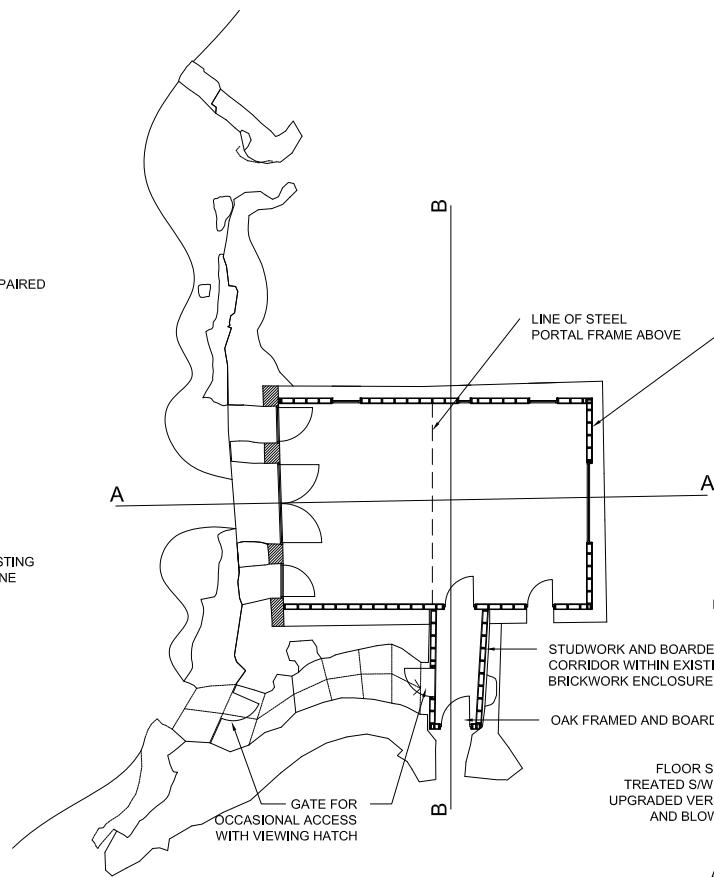 B
PAIRED
LINE OF STEEL
PORTAL FRAME ABOVE
A
A
STING
NE
STUDWORK AND BOARDE
CORRIDOR WITHIN EXISTI
BRICKWORK ENCLOSURE
OAK FRAMED AND BOARD
FLOOR S
TREATED S/W
UPGRADED VER
AND BLOW
GATE FOR
OCCASIONAL ACCESS
WITH VIEWING HATCH
B